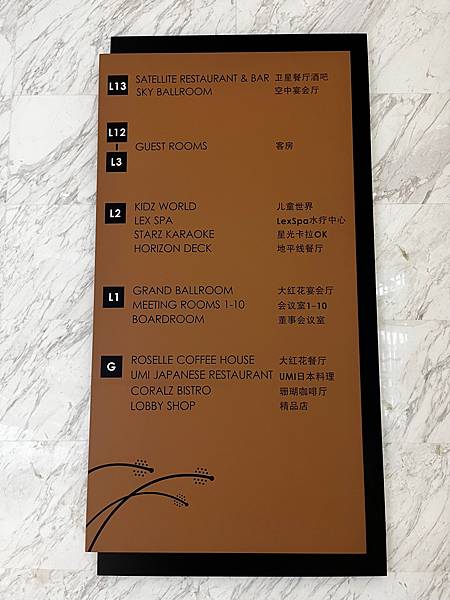 L13 SATELLITE RESTAURANT & BAR 卫星餐厅酒吧
SKY BALLROOM 空中宴会厅
L12
GUEST ROOMS 客房
L3
L2 KIDZ WORLD 儿童世界
LEX SPA LexSpa水疗中心
STARZ KARAOKE 星光卡拉OK
HORIZON DECK 地平线餐厅
L1 GRAND BALLROOM 大红花宴会厅
MEETING ROOMS 1-10 会议室1-10
BOARDROOM 董事会议室
G ROSELLE COFFEE HOUSE 大红花餐厅
UMI JAPANESE RESTAURANT UMI日本料理
CORALZ BISTRO 珊瑚咖啡厅
LOBBY SHOP 精品店